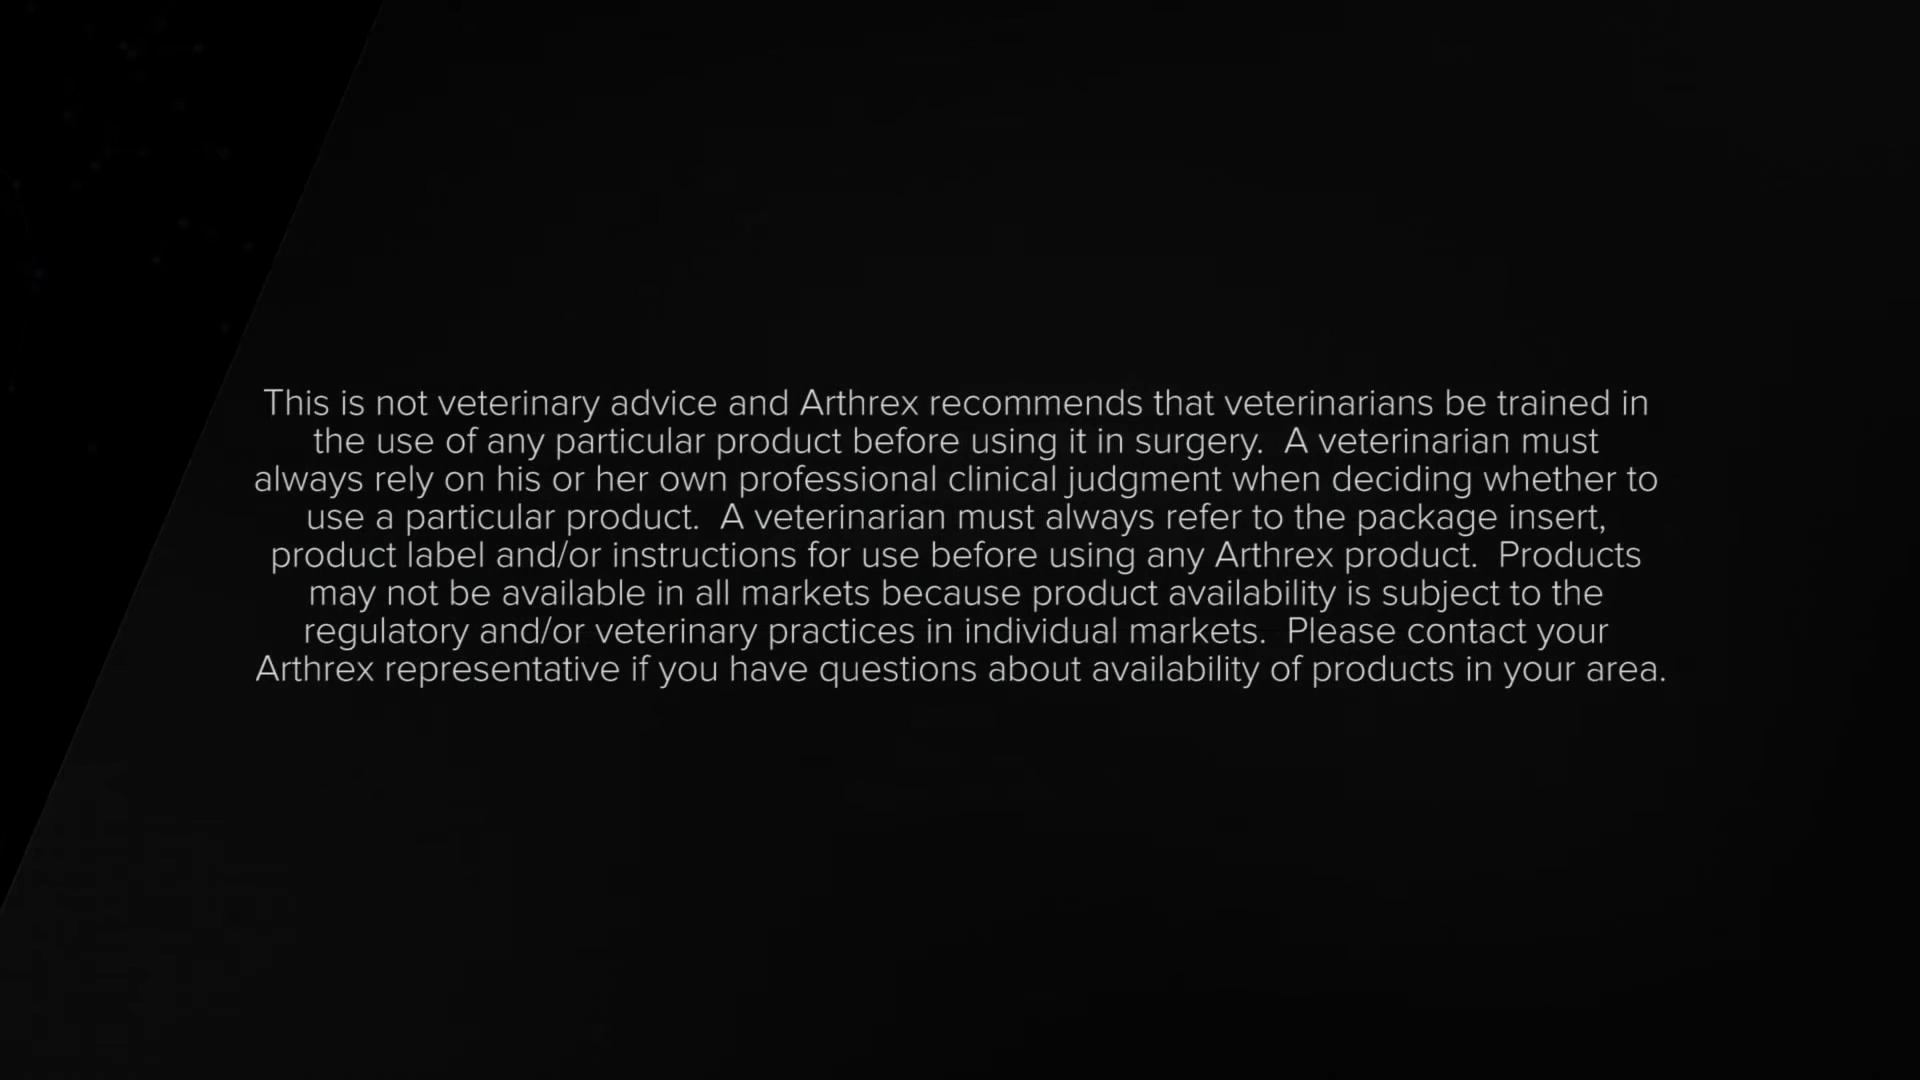 This is not veterinary advice and Arthrex recommends that veterinarians be trained in
the use of any particular product before using it in surgery.  A veterinarian must
always rely on his or her own professional clinical judgment when deciding whether to
use a particular product.  A veterinarian must always refer to the package insert,
product label and/or instructions for use before using any Arthrex product.  Products
may not be available in all markets because product availability is subject to the
regulatory and/or veterinary practices in individual markets.  Please contact your
Arthrex representative if you have questions about availability of products in your area.